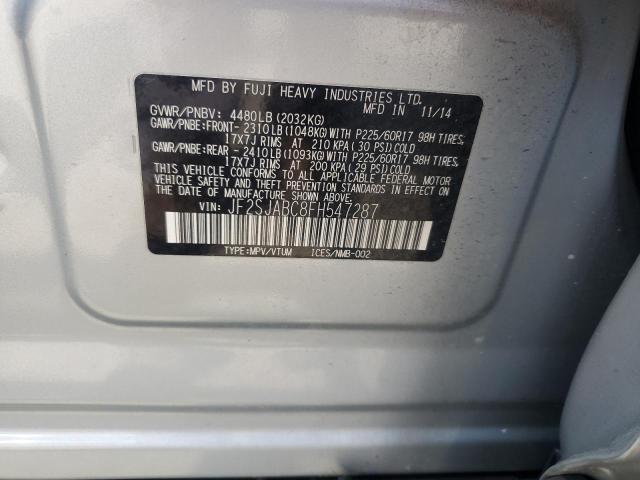 MFD BY FUJI HEAVY INDUSTRIES LTD.
MFD IN 11/14
GVWR/PNBV: 4480LB (2032KG)
GAWR/PNBE:FRONT- 2310LB(1048KG)WITH P225/60R17 98H TIRES,
17X7J RIMS AT 210 KPA(30 PSI)COLD
GAWR/PNBE:REAR - 2410LB(1093KG)WITH P225/60R17 98H TIRES,
17X7J RIMS AT 200 KPA(29 PSI)COLD
THIS VEHICLE CONFORMS TO ALL APPLICABLE FEDERAL MOTOR
VEHICLE SAFETY AND THEFT PREVENTION STANDARDS IN EFFECT ON
THE DATE OF MANUFACTURE SHOWN ABOVE.
VIN: JF2SJABC8FH547287
TYPE:MPV/VTUM ICES/NMB-002